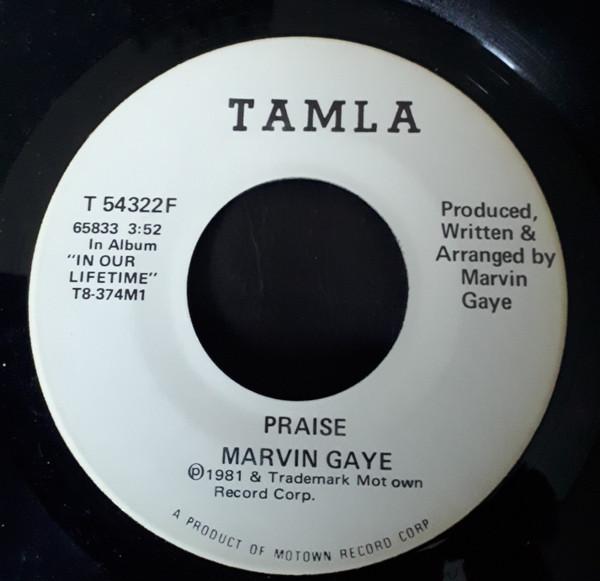 TAMLA
T 54322F
65833 3:52
In Album
"IN OUR
LIFETIME"
T8-374M1
Produced,
Written &
Arranged by
Marvin
Gaye
PRAISE
MARVIN GAYE
℗1981 & Trademark Mot own
Record Corp.
A PRODUCT OF MOTOWN RECORD CORP